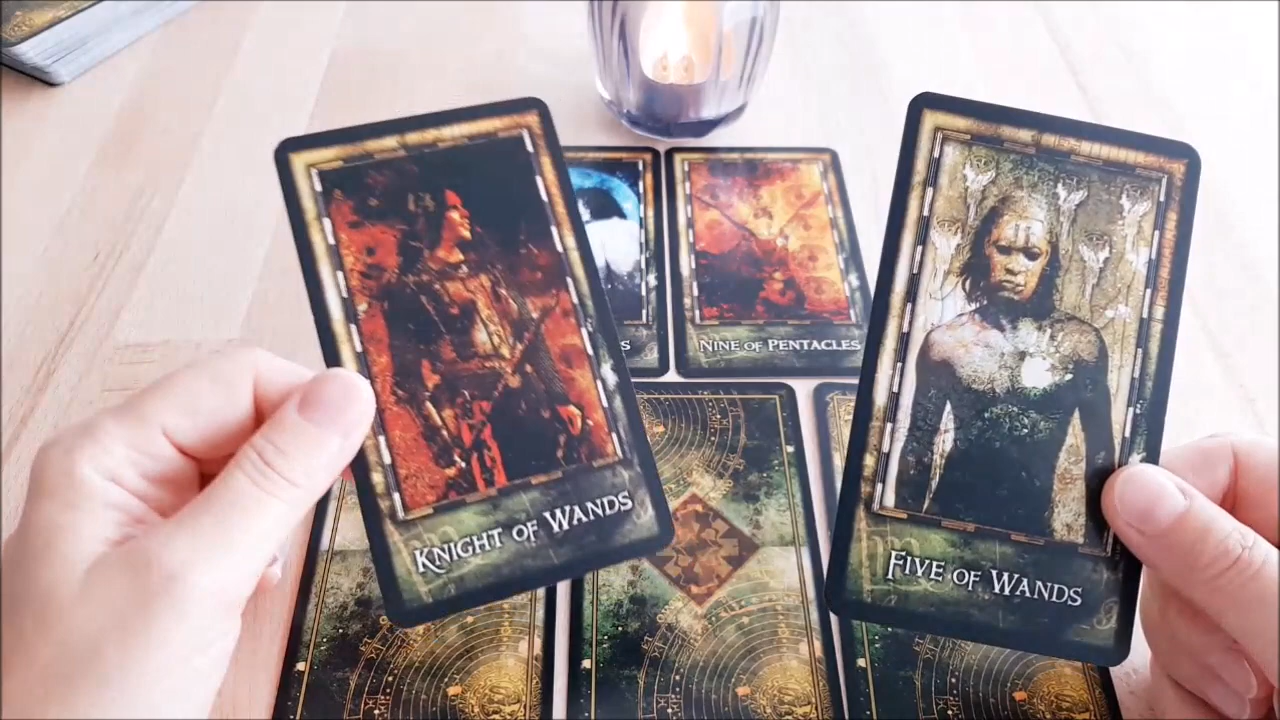 S
NINE OF PENTACLES
KNIGHT OF WANDS
FIVE OF WANDS